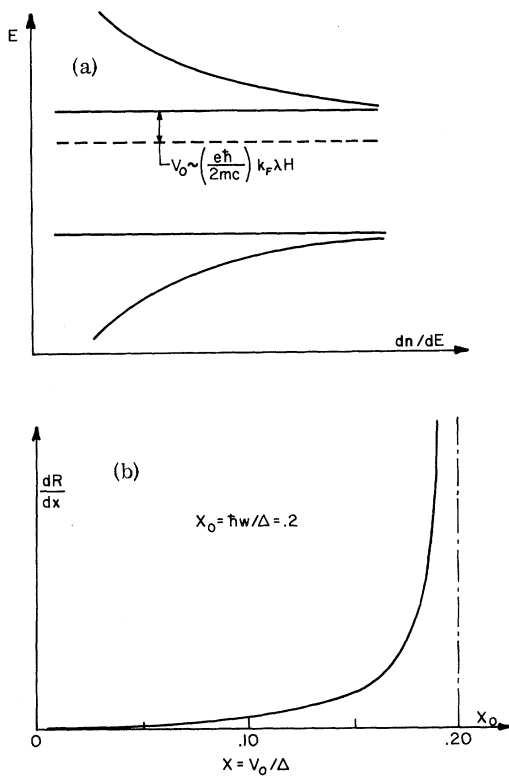 E
(a)
V₀~(eħ/2mc) k_F λH
dn/dE
dR/dx
(b)
X₀ = ħw/Δ = .2
0
.10
.20
X₀
X = V₀/Δ